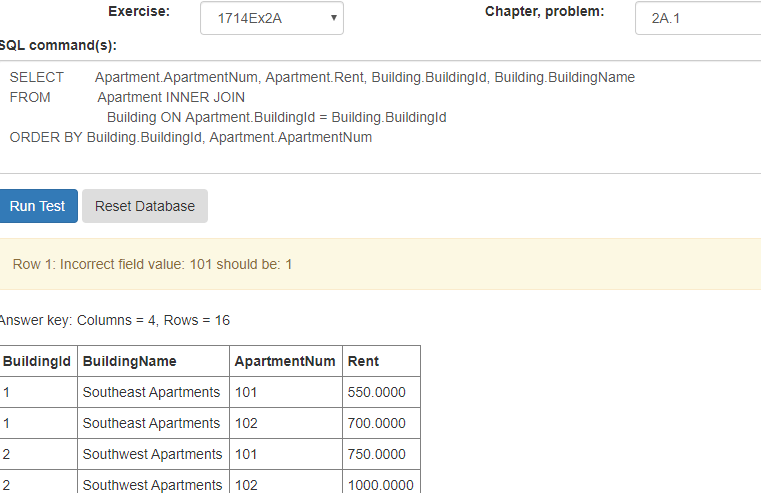 Exercise: 1714Ex2A Chapter, problem: 2A.1
SQL command(s):
SELECT Apartment.ApartmentNum, Apartment.Rent, Building.BuildingId, Building.BuildingName
FROM Apartment INNER JOIN
Building ON Apartment.BuildingId = Building.BuildingId
ORDER BY Building.BuildingId, Apartment.ApartmentNum
Run Test Reset Database
Row 1: Incorrect field value: 101 should be: 1
Answer key: Columns = 4, Rows = 16
BuildingId BuildingName ApartmentNum Rent
1 Southeast Apartments 101 550.0000
1 Southeast Apartments 102 700.0000
2 Southwest Apartments 101 750.0000
2 Southwest Apartments 102 1000.0000